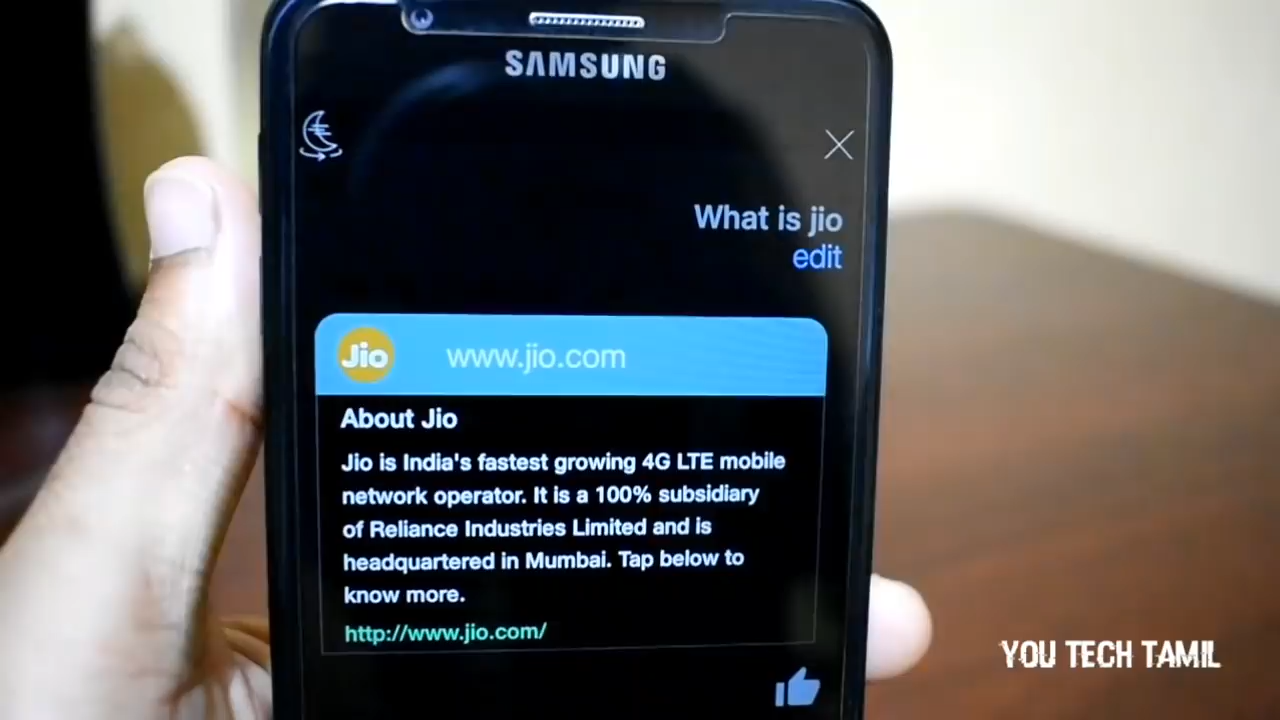 SAMSUNG
What is jio
edit
Jio
www.jio.com
About Jio
Jio is India's fastest growing 4G LTE mobile
network operator. It is a 100% subsidiary
of Reliance Industries Limited and is
headquartered in Mumbai. Tap below to
know more.
http://www.jio.com/
YOU TECH TAMIL